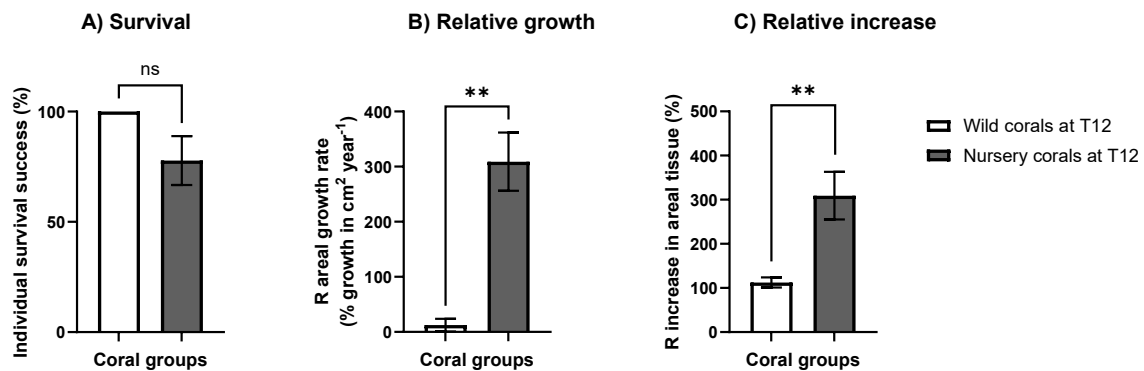 A) Survival
ns
Individual survival success (%)
100
50
0
Coral groups
B) Relative growth
**
R areal growth rate
(% growth in cm² year⁻¹)
400
300
200
100
0
Coral groups
C) Relative increase
**
R increase in areal tissue (%)
500
400
300
200
100
0
Coral groups
Wild corals at T12
Nursery corals at T12